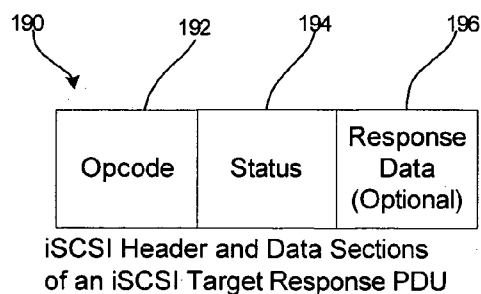 190 192 194 196
Opcode Status Response
Data
(Optional)
iSCSI Header and Data Sections
of an iSCSI Target Response PDU